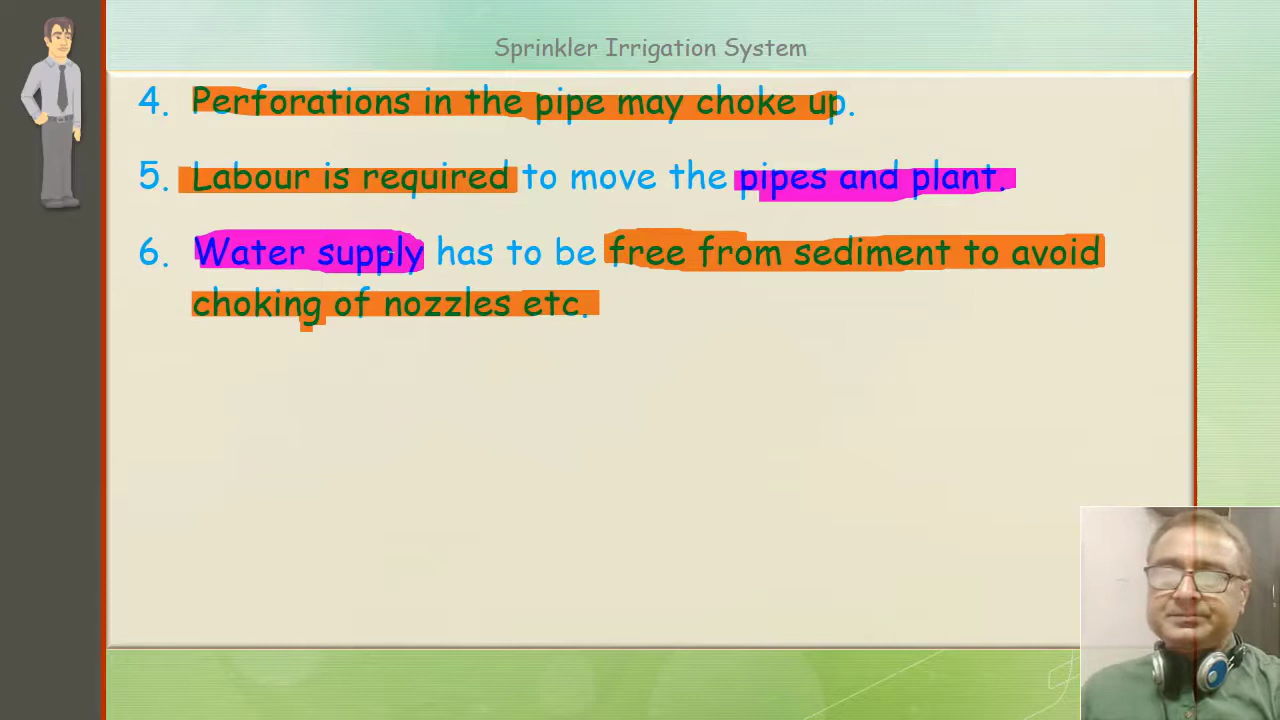 Sprinkler Irrigation System
4. Perforations in the pipe may choke up.
5. Labour is required to move the pipes and plant.
6. Water supply has to be free from sediment to avoid
choking of nozzles etc.